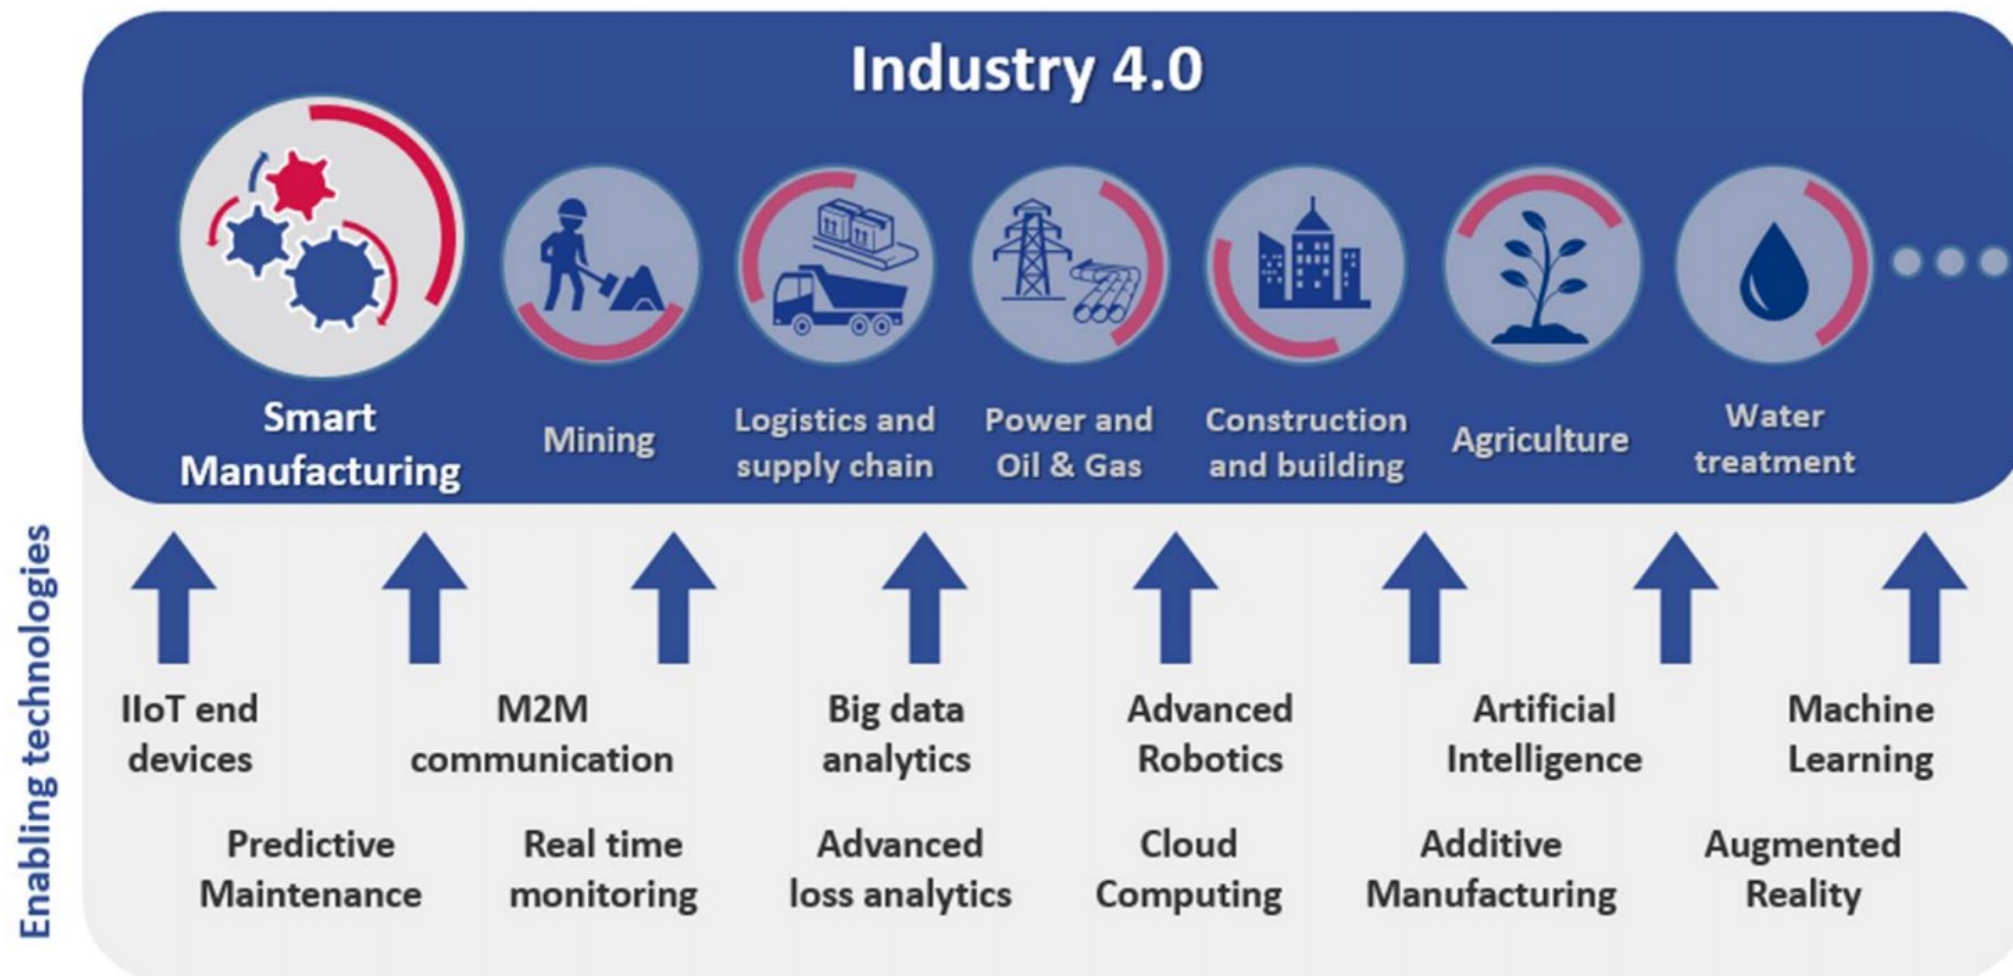 Industry 4.0
Smart
Manufacturing
Mining
Logistics and
supply chain
Power and
Oil & Gas
Construction
and building
Agriculture
Water
treatment
Enabling technologies
IIoT end
devices
M2M
communication
Big data
analytics
Advanced
Robotics
Artificial
Intelligence
Machine
Learning
Predictive
Maintenance
Real time
monitoring
Advanced
loss analytics
Cloud
Computing
Additive
Manufacturing
Augmented
Reality